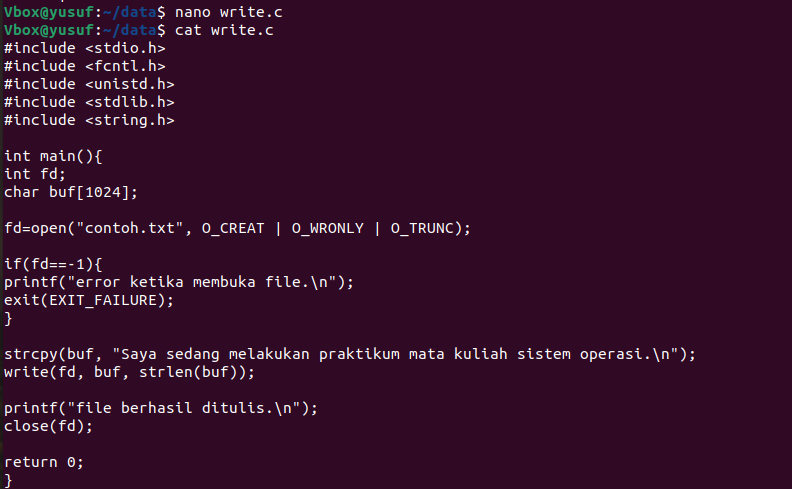 Vbox@yusuf:~/data$ nano write.c
Vbox@yusuf:~/data$ cat write.c
#include <stdio.h>
#include <fcntl.h>
#include <unistd.h>
#include <stdlib.h>
#include <string.h>
int main(){
int fd;
char buf[1024];
fd=open("contoh.txt", O_CREAT | O_WRONLY | O_TRUNC);
if(fd==-1){
printf("error ketika membuka file.\n");
exit(EXIT_FAILURE);
}
strcpy(buf, "Saya sedang melakukan praktikum mata kuliah sistem operasi.\n");
write(fd, buf, strlen(buf));
printf("file berhasil ditulis.\n");
close(fd);
return 0;
}